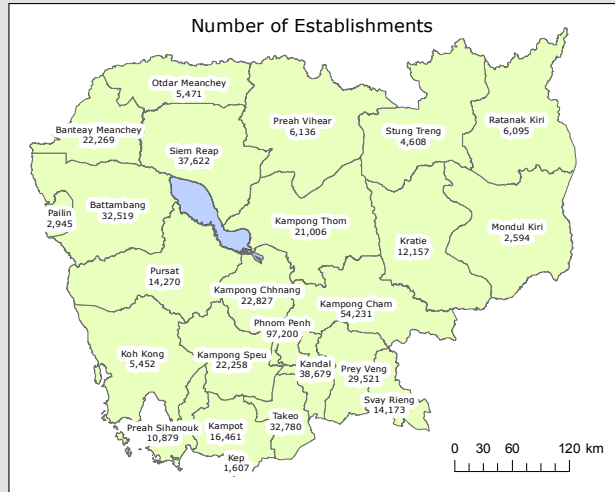 Number of Establishments
Otdar Meanchey
5,471
Banteay Meanchey
22,269
Siem Reap
37,622
Preah Vihear
6,136
Stung Treng
4,608
Ratanak Kiri
6,095
Pailin
2,945
Battambang
32,519
Kampong Thom
21,006
Kratie
12,157
Mondul Kiri
2,594
Pursat
14,270
Kampong Chhnang
22,827
Kampong Cham
54,231
Phnom Penh
97,200
Koh Kong
5,452
Kampong Speu
22,258
Kandal
38,679
Prey Veng
29,521
Svay Rieng
14,173
Preah Sihanouk
10,879
Kampot
16,461
Takeo
32,780
Kep
1,607
0 30 60 120 km